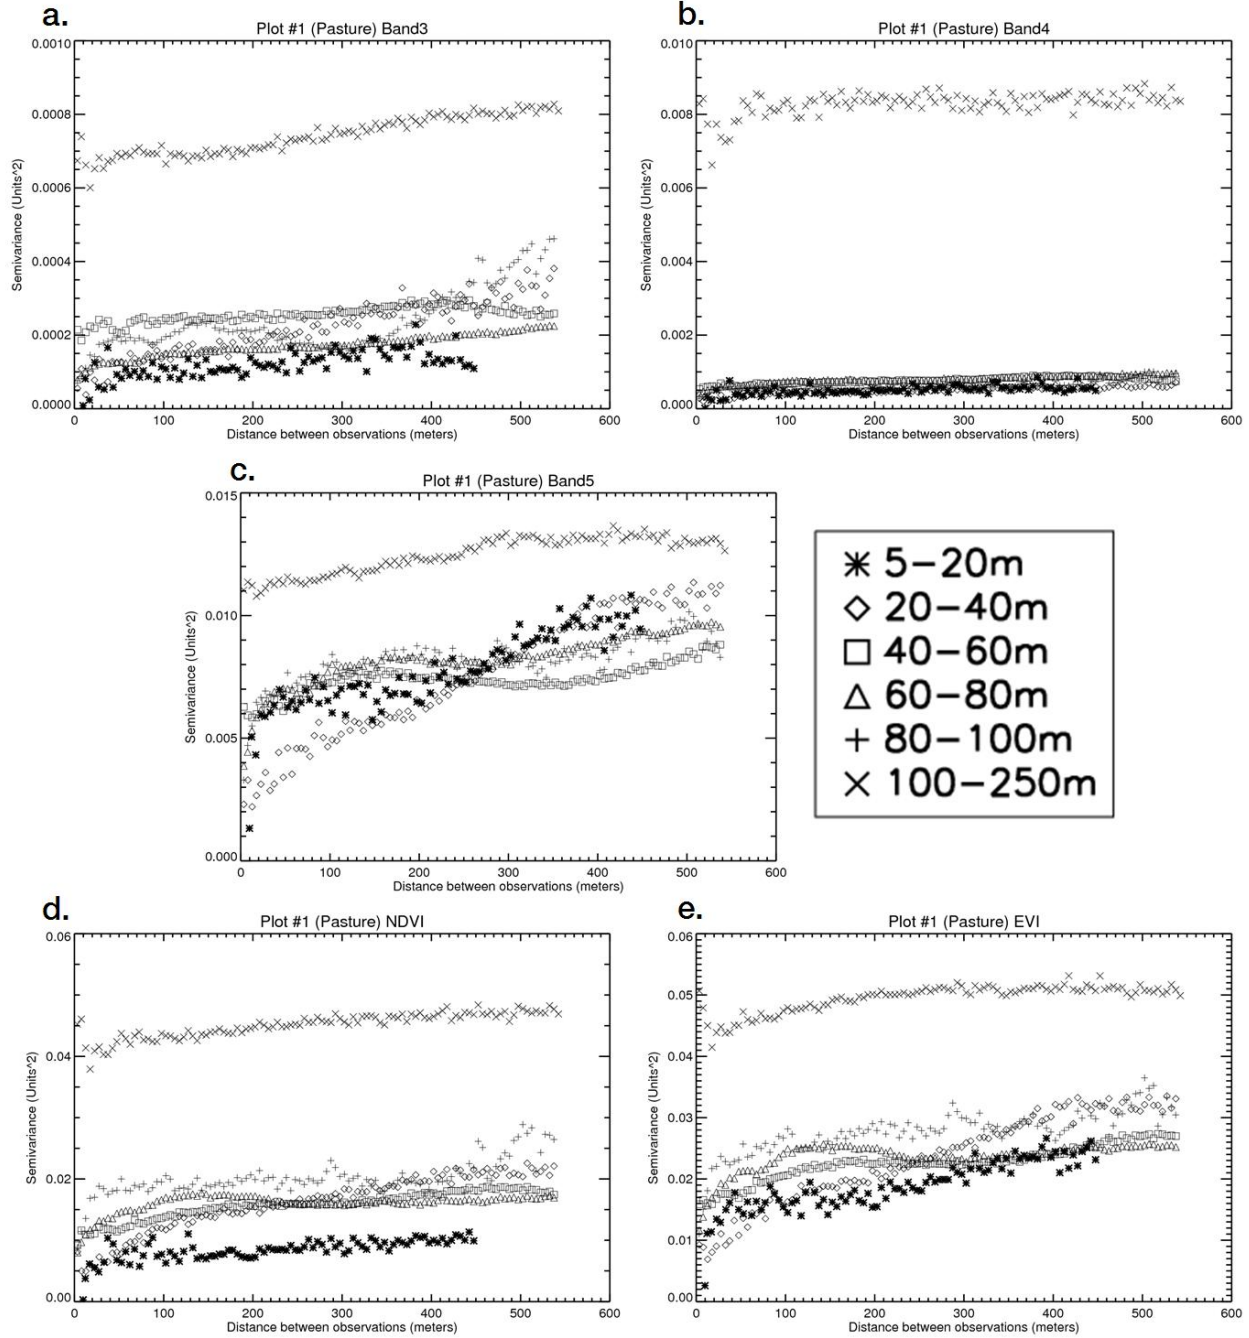 a.
Plot #1 (Pasture) Band3
Semivariance (Units^2)
0.0010
0.0008
0.0006
0.0004
0.0002
0.0000
0 100 200 300 400 500 600
Distance between observations (meters)
b.
Plot #1 (Pasture) Band4
Semivariance (Units^2)
0.010
0.008
0.006
0.004
0.002
0.000
0 100 200 300 400 500 600
Distance between observations (meters)
c.
Plot #1 (Pasture) Band5
Semivariance (Units^2)
0.015
0.010
0.005
0.000
0 100 200 300 400 500 600
Distance between observations (meters)
5-20m
20-40m
40-60m
60-80m
80-100m
100-250m
d.
Plot #1 (Pasture) NDVI
Semivariance (Units^2)
0.06
0.04
0.02
0.00
0 100 200 300 400 500 600
Distance between observations (meters)
e.
Plot #1 (Pasture) EVI
Semivariance (Units^2)
0.06
0.05
0.04
0.03
0.02
0.01
0.00
0 100 200 300 400 500 600
Distance between observations (meters)